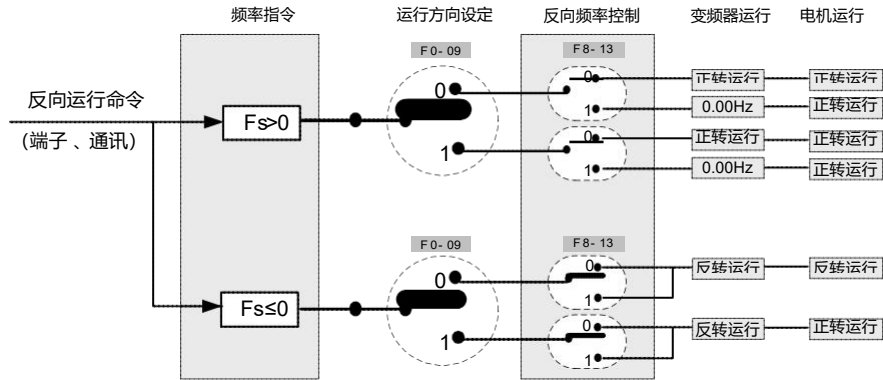 频率指令 运行方向设定 反向频率控制 变频器运行 电机运行
F0-09 F8-13
反向运行命令
(端子、通讯)
Fs>0
0
1
0
1
0
1
正转运行 正转运行
0.00Hz 正转运行
正转运行 正转运行
0.00Hz 正转运行
F0-09 F8-13
Fs≤0
0
1
0
1
0
1
反转运行 反转运行
反转运行 正转运行